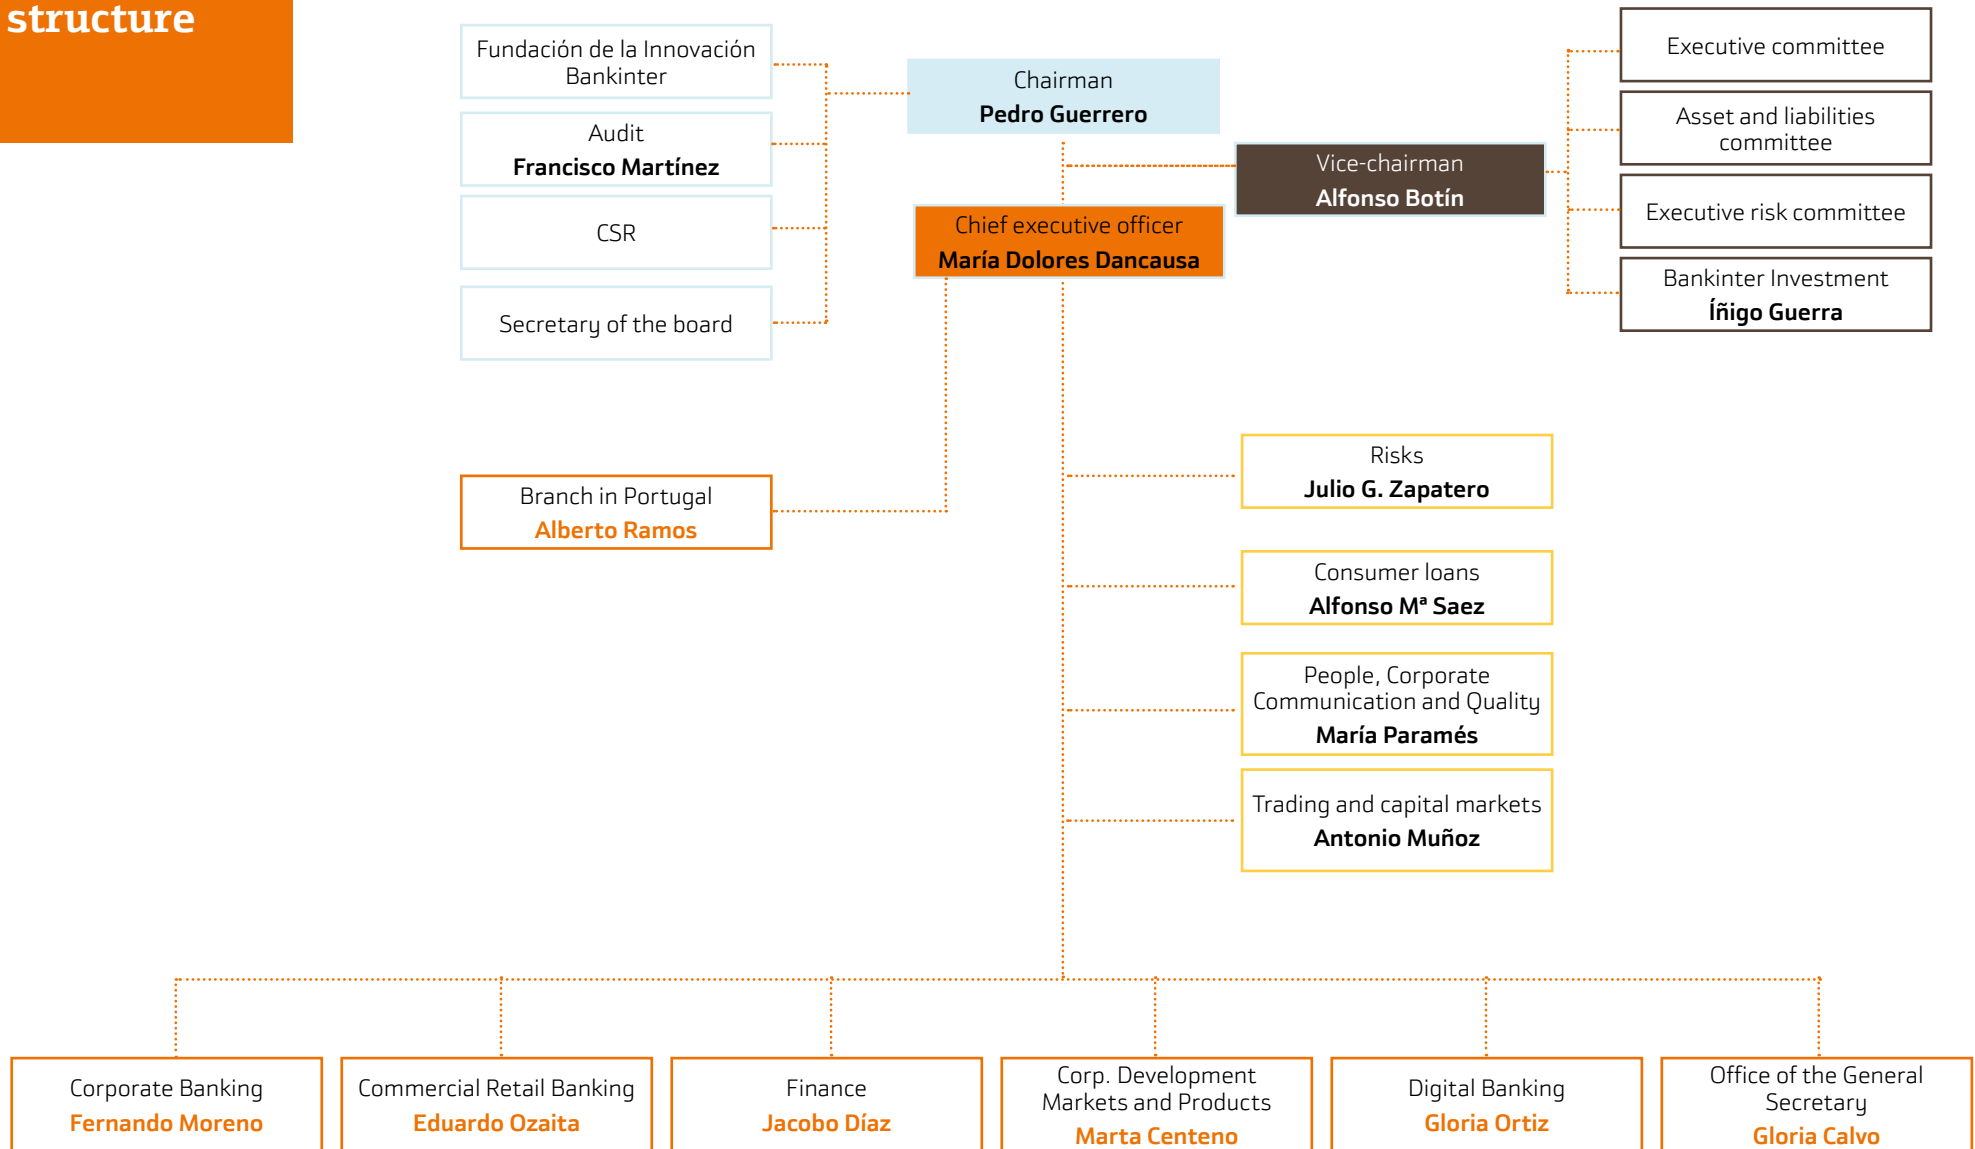 structure
Fundación de la Innovación
Bankinter
Audit
Francisco Martínez
CSR
Secretary of the board
Chairman
Pedro Guerrero
Vice-chairman
Alfonso Botín
Chief executive officer
María Dolores Dancausa
Executive committee
Asset and liabilities
committee
Executive risk committee
Bankinter Investment
Íñigo Guerra
Branch in Portugal
Alberto Ramos
Risks
Julio G. Zapatero
Consumer loans
Alfonso Mª Saez
People, Corporate
Communication and Quality
María Paramés
Trading and capital markets
Antonio Muñoz
Corporate Banking
Fernando Moreno
Commercial Retail Banking
Eduardo Ozaita
Finance
Jacobo Díaz
Corp. Development
Markets and Products
Marta Centeno
Digital Banking
Gloria Ortiz
Office of the General
Secretary
Gloria Calvo